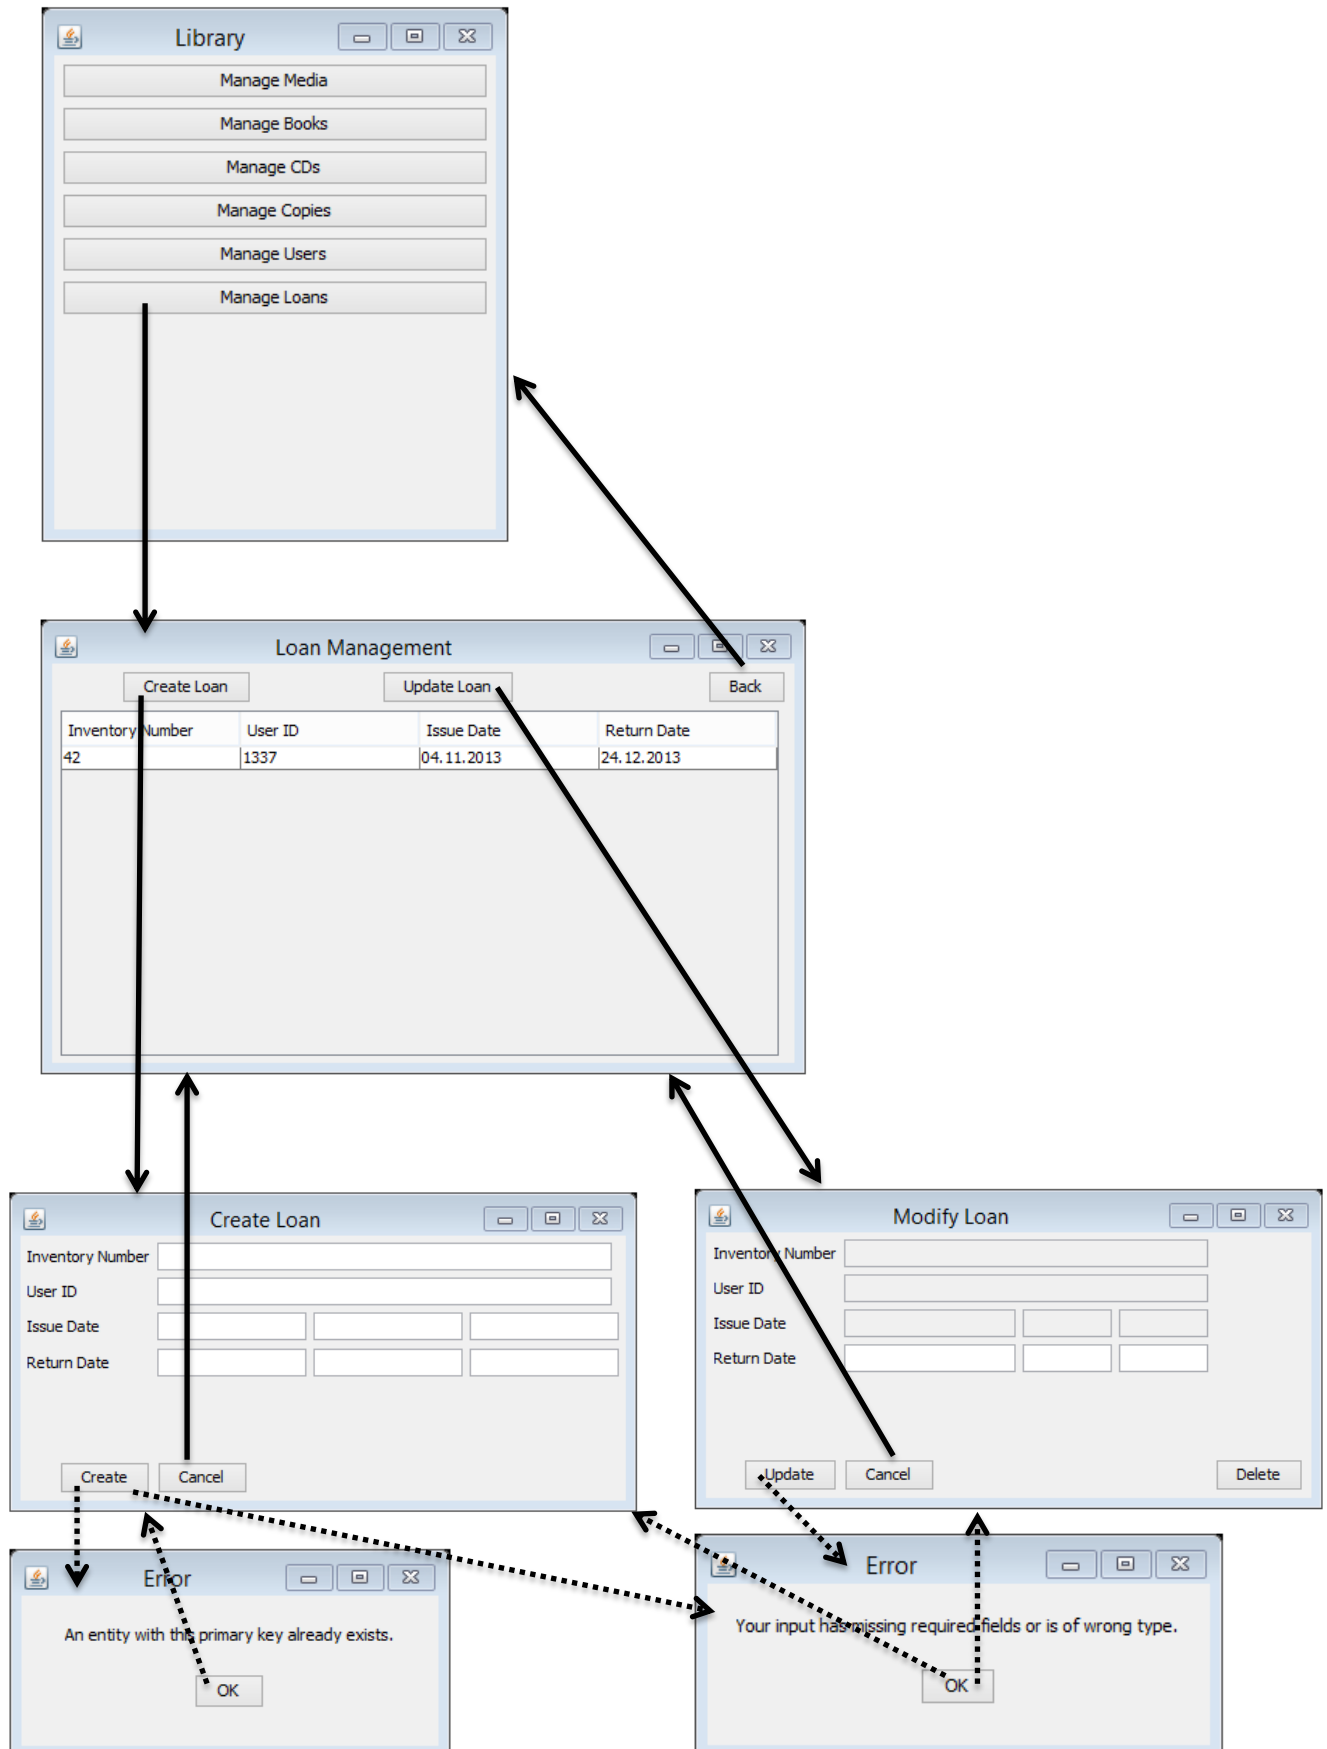 Library
Manage Media
Manage Books
Manage CDs
Manage Copies
Manage Users
Manage Loans
Loan Management
Create Loan Update Loan Back
Inventory Number User ID Issue Date Return Date
42 1337 04.11.2013 24.12.2013
Create Loan
Inventory Number
User ID
Issue Date
Return Date
Create Cancel
Modify Loan
Inventory Number
User ID
Issue Date
Return Date
Update Cancel Delete
Error
An entity with this primary key already exists.
OK
Error
Your input has missing required fields or is of wrong type.
OK